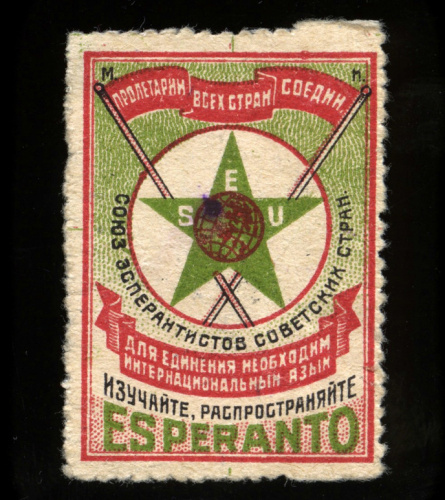 М. К.
ПРОЛЕТАРИИ ВСЕХ СТРАН СОЕДИН.
E
S U
СОЮЗ ЭСПЕРАНТИСТОВ СОВЕТСКИХ СТРАН.
ДЛЯ ЕДИНЕНИЯ НЕОБХОДИМ
ИНТЕРНАЦИОНАЛЬНЫЙ ЯЗЫК
ИЗУЧАЙТЕ, РАСПРОСТРАНЯЙТЕ
ESPERANTO